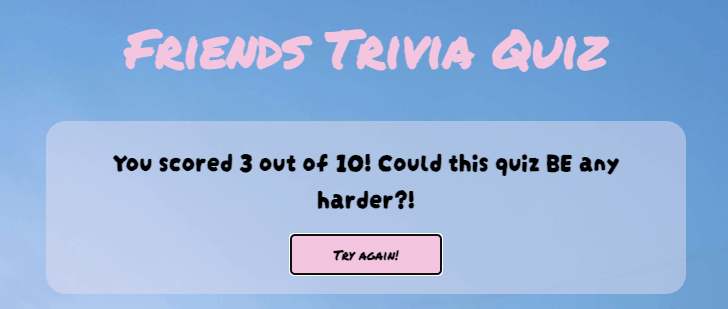 Friends Trivia Quiz
You scored 3 out of 10! Could this quiz BE any
harder?!
Try again!